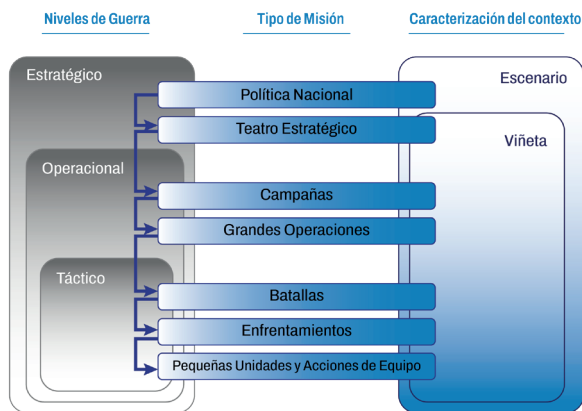 Niveles de Guerra
Tipo de Misión
Caracterización del contexto
Estratégico
Política Nacional
Escenario
Teatro Estratégico
Viñeta
Operacional
Campañas
Grandes Operaciones
Táctico
Batallas
Enfrentamientos
Pequeñas Unidades y Acciones de Equipo